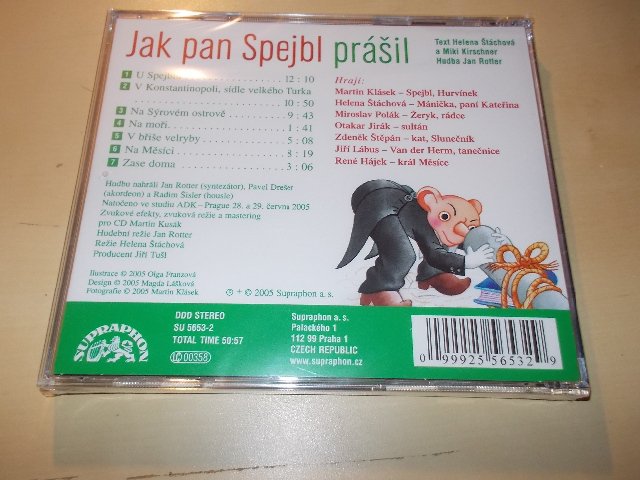 Jak pan Spejbl prášil
Text Helena Štáchová
a Miki Kirschner
Hudba Jan Rotter
1 U Spejblů 12 : 10
2 V Konstantinopoli, sídle velkého Turka
10 : 50
3 Na Sýrovém ostrově 9 : 43
4 Na moři 1 : 41
5 V břiše velryby 5 : 08
6 Na Měsíci 8 : 19
7 Zase doma 3 : 06
Hrají:
Martin Klásek – Spejbl, Hurvínek
Helena Štáchová – Mánička, paní Kateřina
Miroslav Polák – Žeryk, rádce
Otakar Jirák – sultán
Zdeněk Štěpán – kat, Slunečník
Jiří Lábus – Van der Herm, tanečnice
René Hájek – král Měsíce
Hudbu nahráli Jan Rotter (syntezátor), Pavel Drešer
(akordeon) a Radim Šisler (housle)
Natočeno ve studiu ADK – Prague 28. a 29. června 2005
Zvukové efekty, zvuková režie a mastering
pro CD Martin Kusák
Hudební režie Jan Rotter
Režie Helena Štáchová
Producent Jiří Tušl
Ilustrace © 2005 Olga Franzová
Design © 2005 Magda Lášková
Fotografie © 2005 Martin Klásek
℗ + © 2005 Supraphon a. s.
SUPRAPHON
DDD STEREO
SU 5653-2
TOTAL TIME 50:57
LC 00358
Supraphon a. s.
Palackého 1
112 99 Praha 1
CZECH REPUBLIC
www.supraphon.cz
0 99925 56532 9